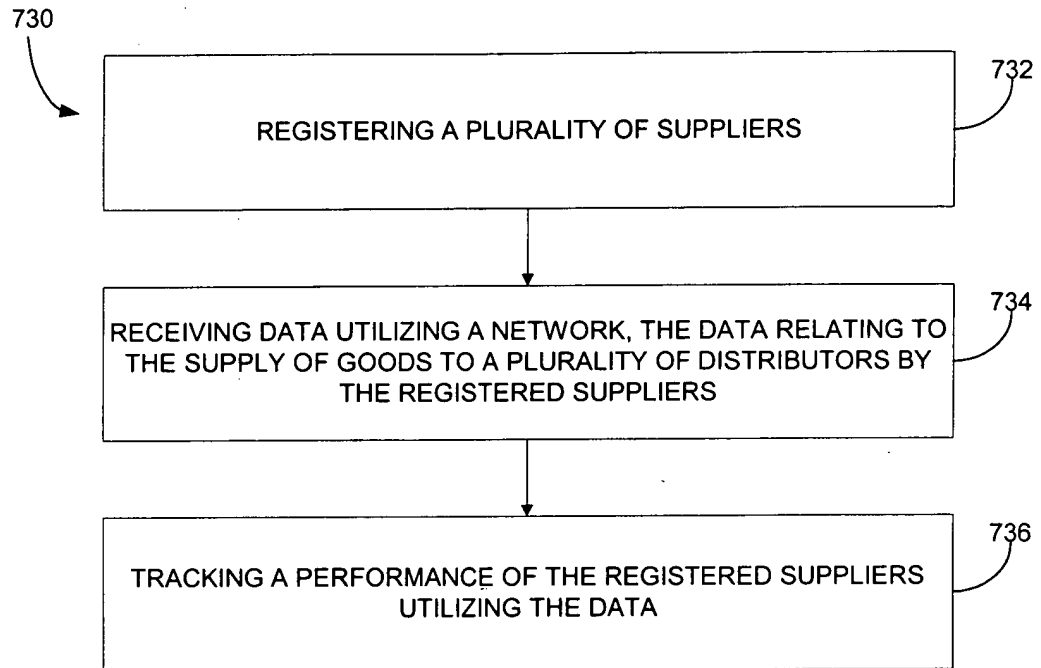 730
732
REGISTERING A PLURALITY OF SUPPLIERS
734
RECEIVING DATA UTILIZING A NETWORK, THE DATA RELATING TO
THE SUPPLY OF GOODS TO A PLURALITY OF DISTRIBUTORS BY
THE REGISTERED SUPPLIERS
736
TRACKING A PERFORMANCE OF THE REGISTERED SUPPLIERS
UTILIZING THE DATA